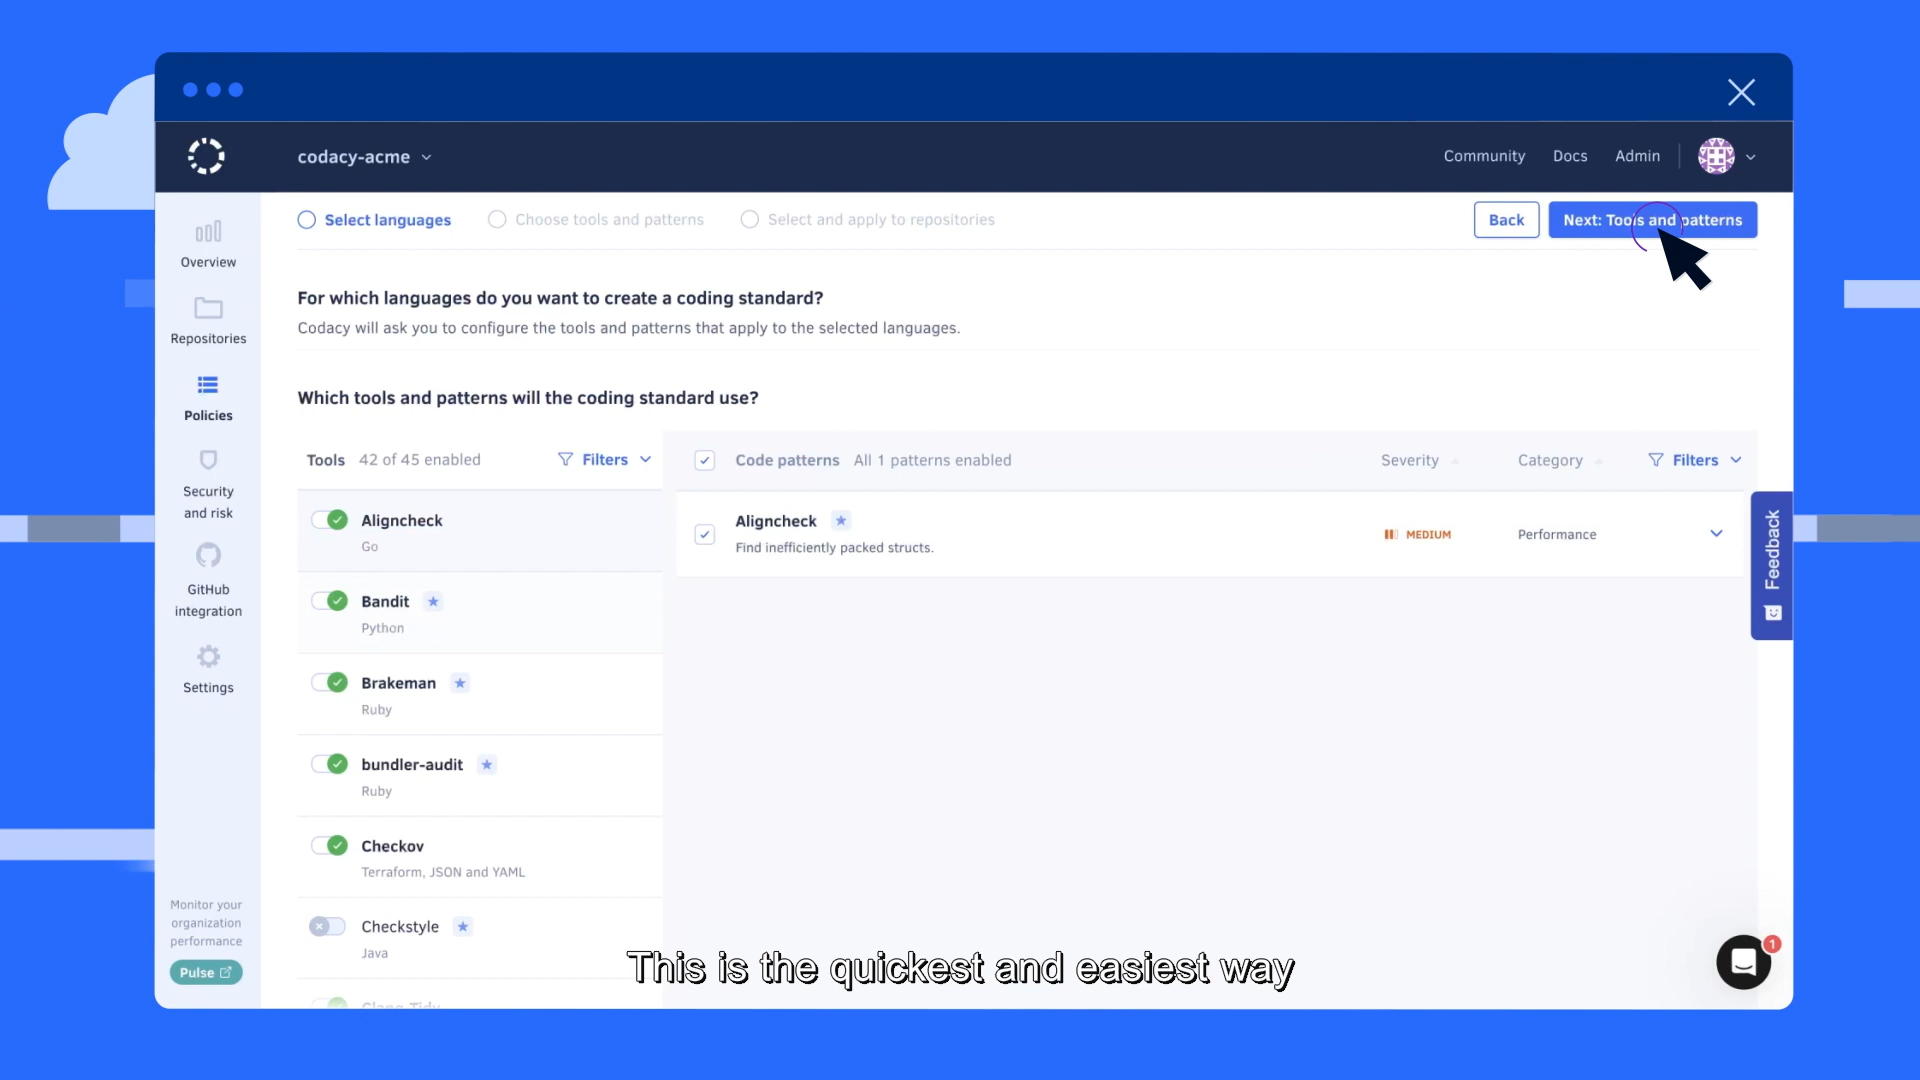 codacy-acme
Community
Docs
Admin
Select languages
Choose tools and patterns
Select and apply to repositories
Back
Next: Tools and patterns
Overview
Repositories
Policies
Security
and risk
GitHub
integration
Settings
Monitor your
organization
performance
Pulse
For which languages do you want to create a coding standard?
Codacy will ask you to configure the tools and patterns that apply to the selected languages.
Which tools and patterns will the coding standard use?
Tools 42 of 45 enabled
Filters
Code patterns All 1 patterns enabled
Severity
Category
Filters
Aligncheck
Go
Bandit
Python
Brakeman
Ruby
bundler-audit
Ruby
Checkov
Terraform, JSON and YAML
Checkstyle
Java
Clang-Tidy
Aligncheck
Find inefficiently packed structs.
MEDIUM
Performance
Feedback
1
This is the quickest and easiest way